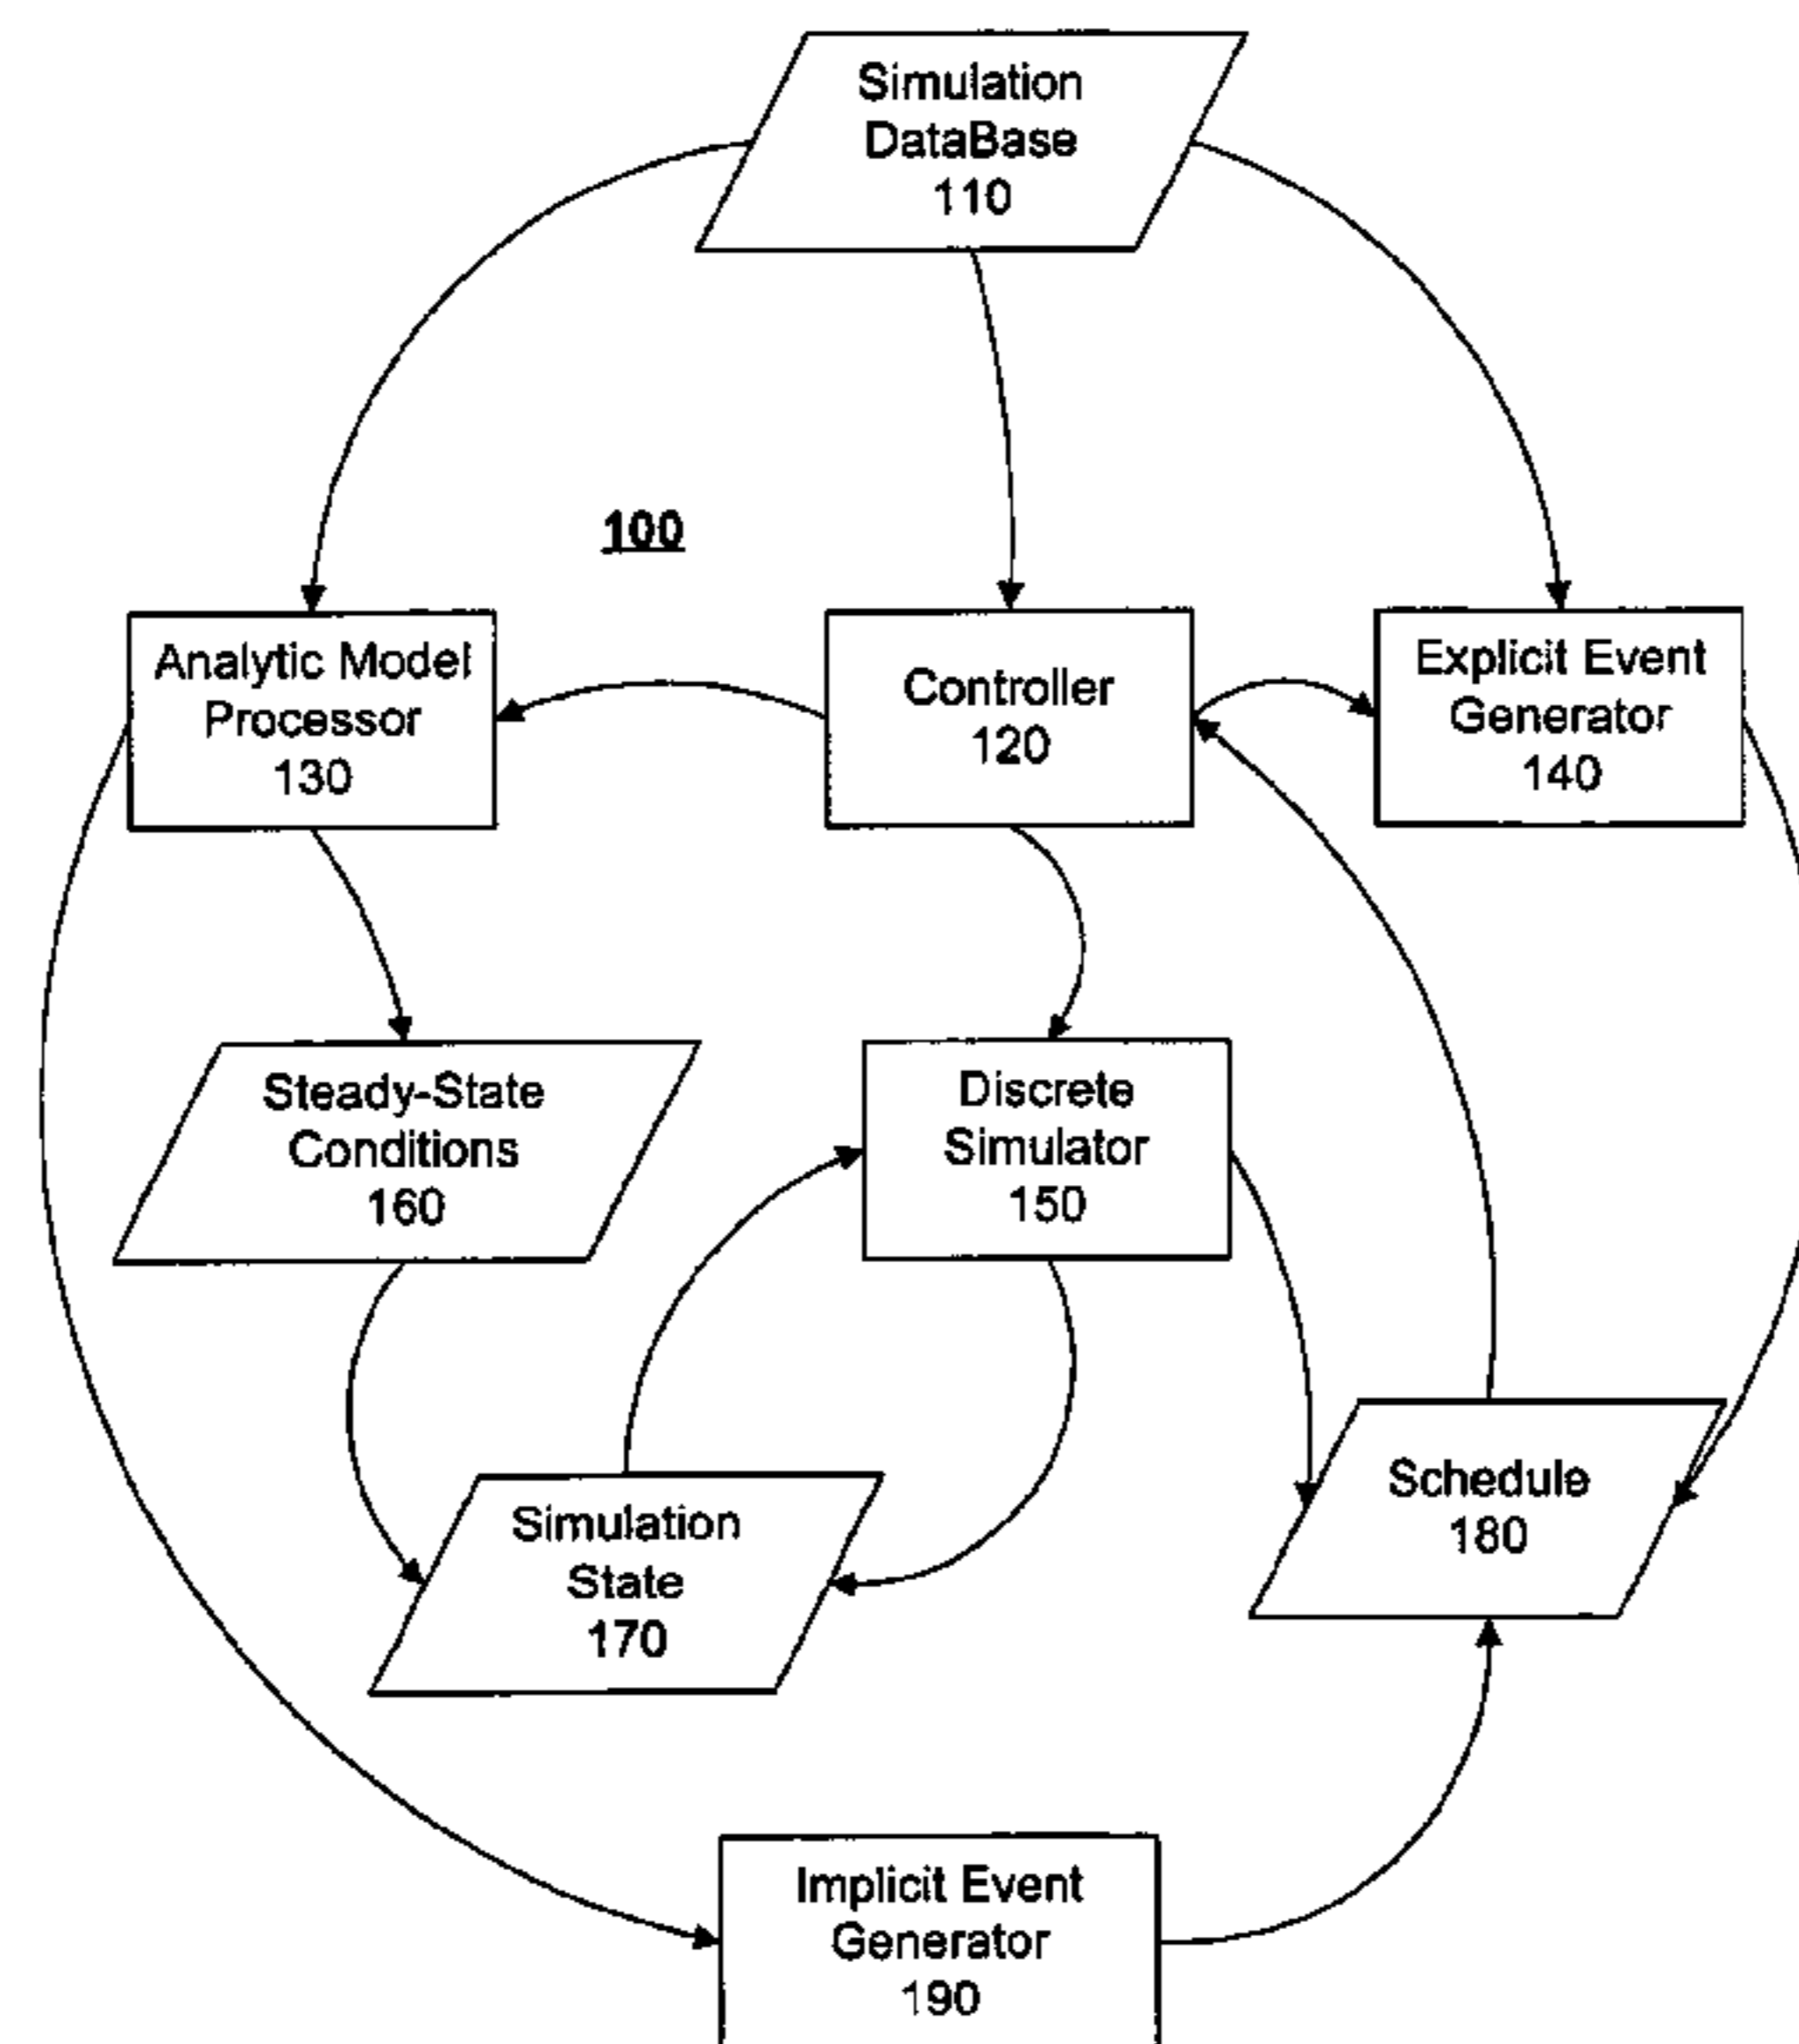 Simulation
DataBase
110
100
Analytic Model
Processor
130
Controller
120
Explicit Event
Generator
140
Steady-State
Conditions
160
Discrete
Simulator
150
Simulation
State
170
Schedule
180
Implicit Event
Generator
190